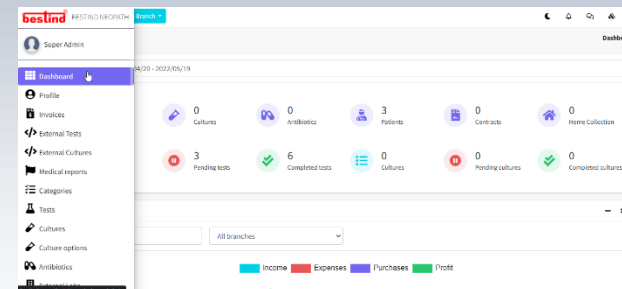 bestind BESTIND NEOPATH Branch
Super Admin
Dashboard
Profile
Invoices
External Tests
External Cultures
Medical reports
Categories
Tests
Cultures
Culture options
Antibiotics
External Labs
04/20 - 2022/05/19
0 Cultures
0 Antibiotics
3 Patients
0 Contracts
0 Home Collection
3 Pending tests
6 Completed tests
0 Cultures
0 Pending cultures
0 Completed cultures
All branches
Income Expenses Purchases Profit